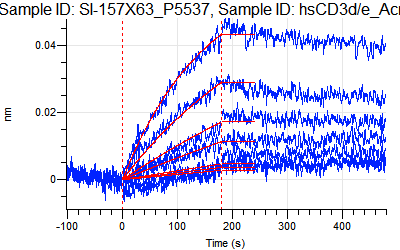 Sample ID: SI-157X63_P5537, Sample ID: hsCD3d/e_Acr
0.04
nm
0.02
0
-100 0 100 200 300 400
Time (s)